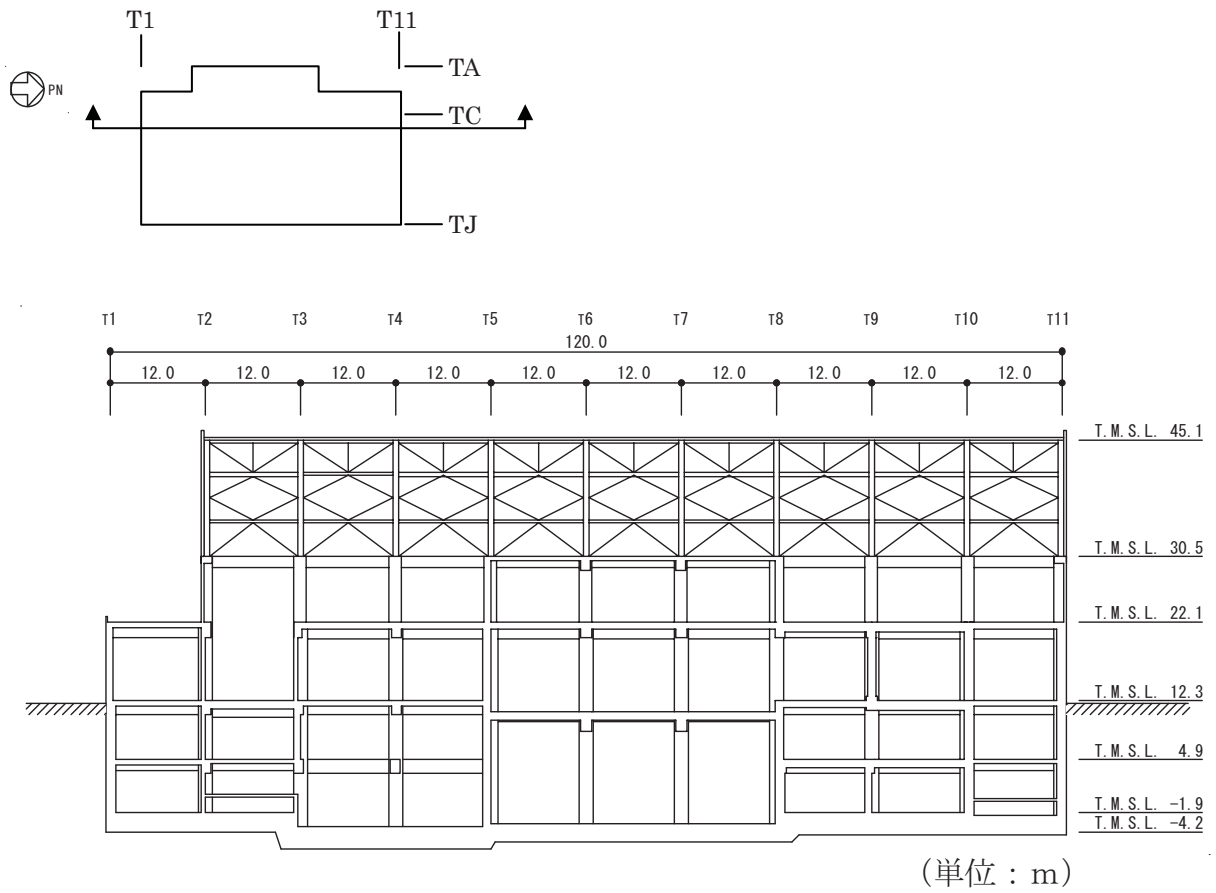 T1 T11
TA
PN
TC
TJ
T1 T2 T3 T4 T5 T6 T7 T8 T9 T10 T11
120.0
12.0 12.0 12.0 12.0 12.0 12.0 12.0 12.0 12.0 12.0
T.M.S.L. 45.1
T.M.S.L. 30.5
T.M.S.L. 22.1
T.M.S.L. 12.3
T.M.S.L. 4.9
T.M.S.L. -1.9
T.M.S.L. -4.2
(単位:m)